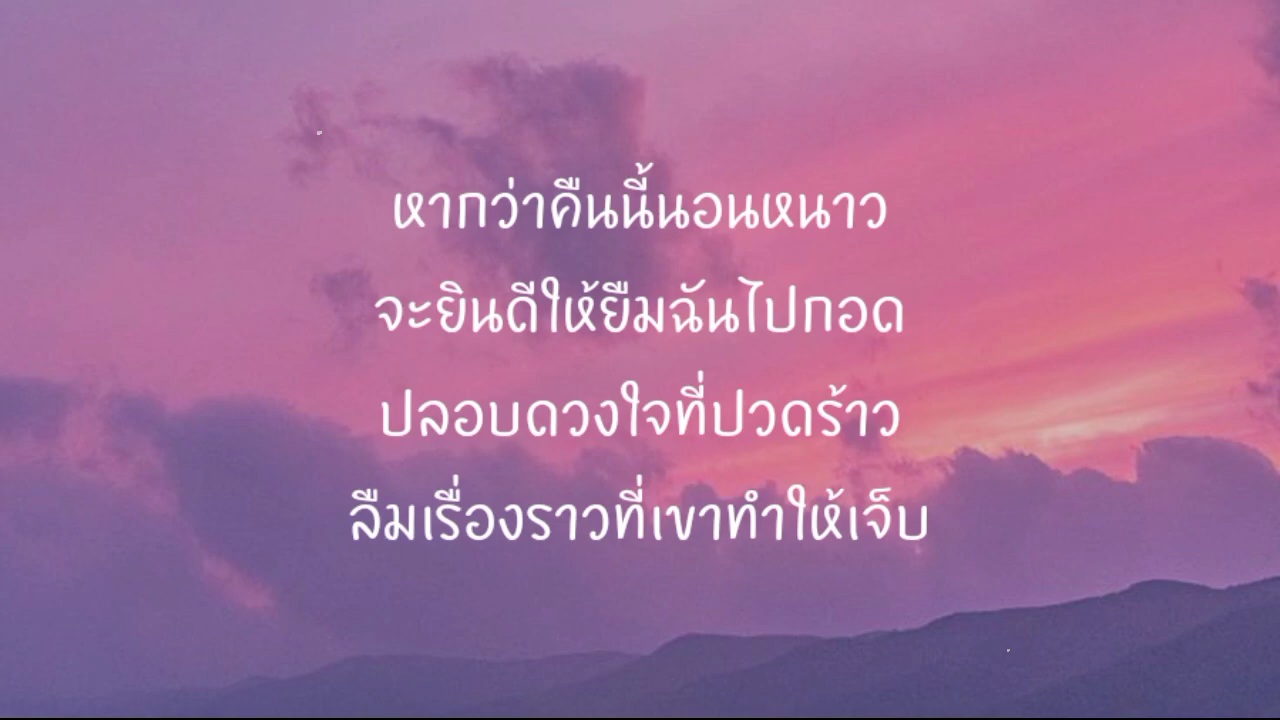 หากว่าคืนนี้นอนหนาว
จะยินดีให้ยืมฉันไปกอด
ปลอบดวงใจที่ปวดร้าว
ลืมเรื่องราวที่เขาทำให้เจ็บ